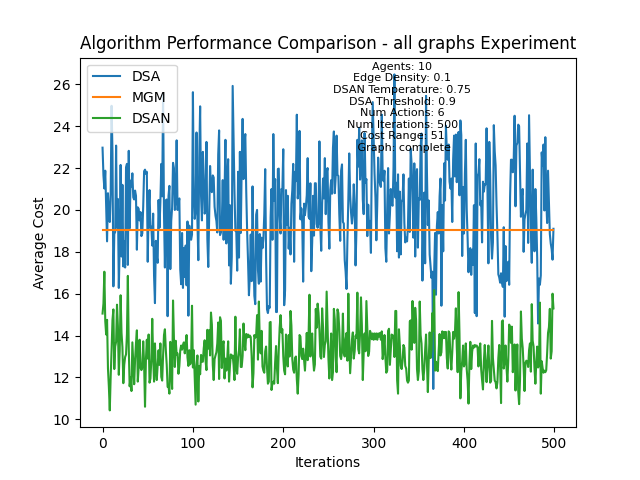 Algorithm Performance Comparison - all graphs Experiment
DSA
MGM
DSAN
Agents: 10
Edge Density: 0.1
DSAN Temperature: 0.75
DSA Threshold: 0.9
Num Actions: 6
Num Iterations: 500
Cost Range: 51
Graph: complete
Average Cost
26
24
22
20
18
16
14
12
10
0
100
200
300
400
500
Iterations